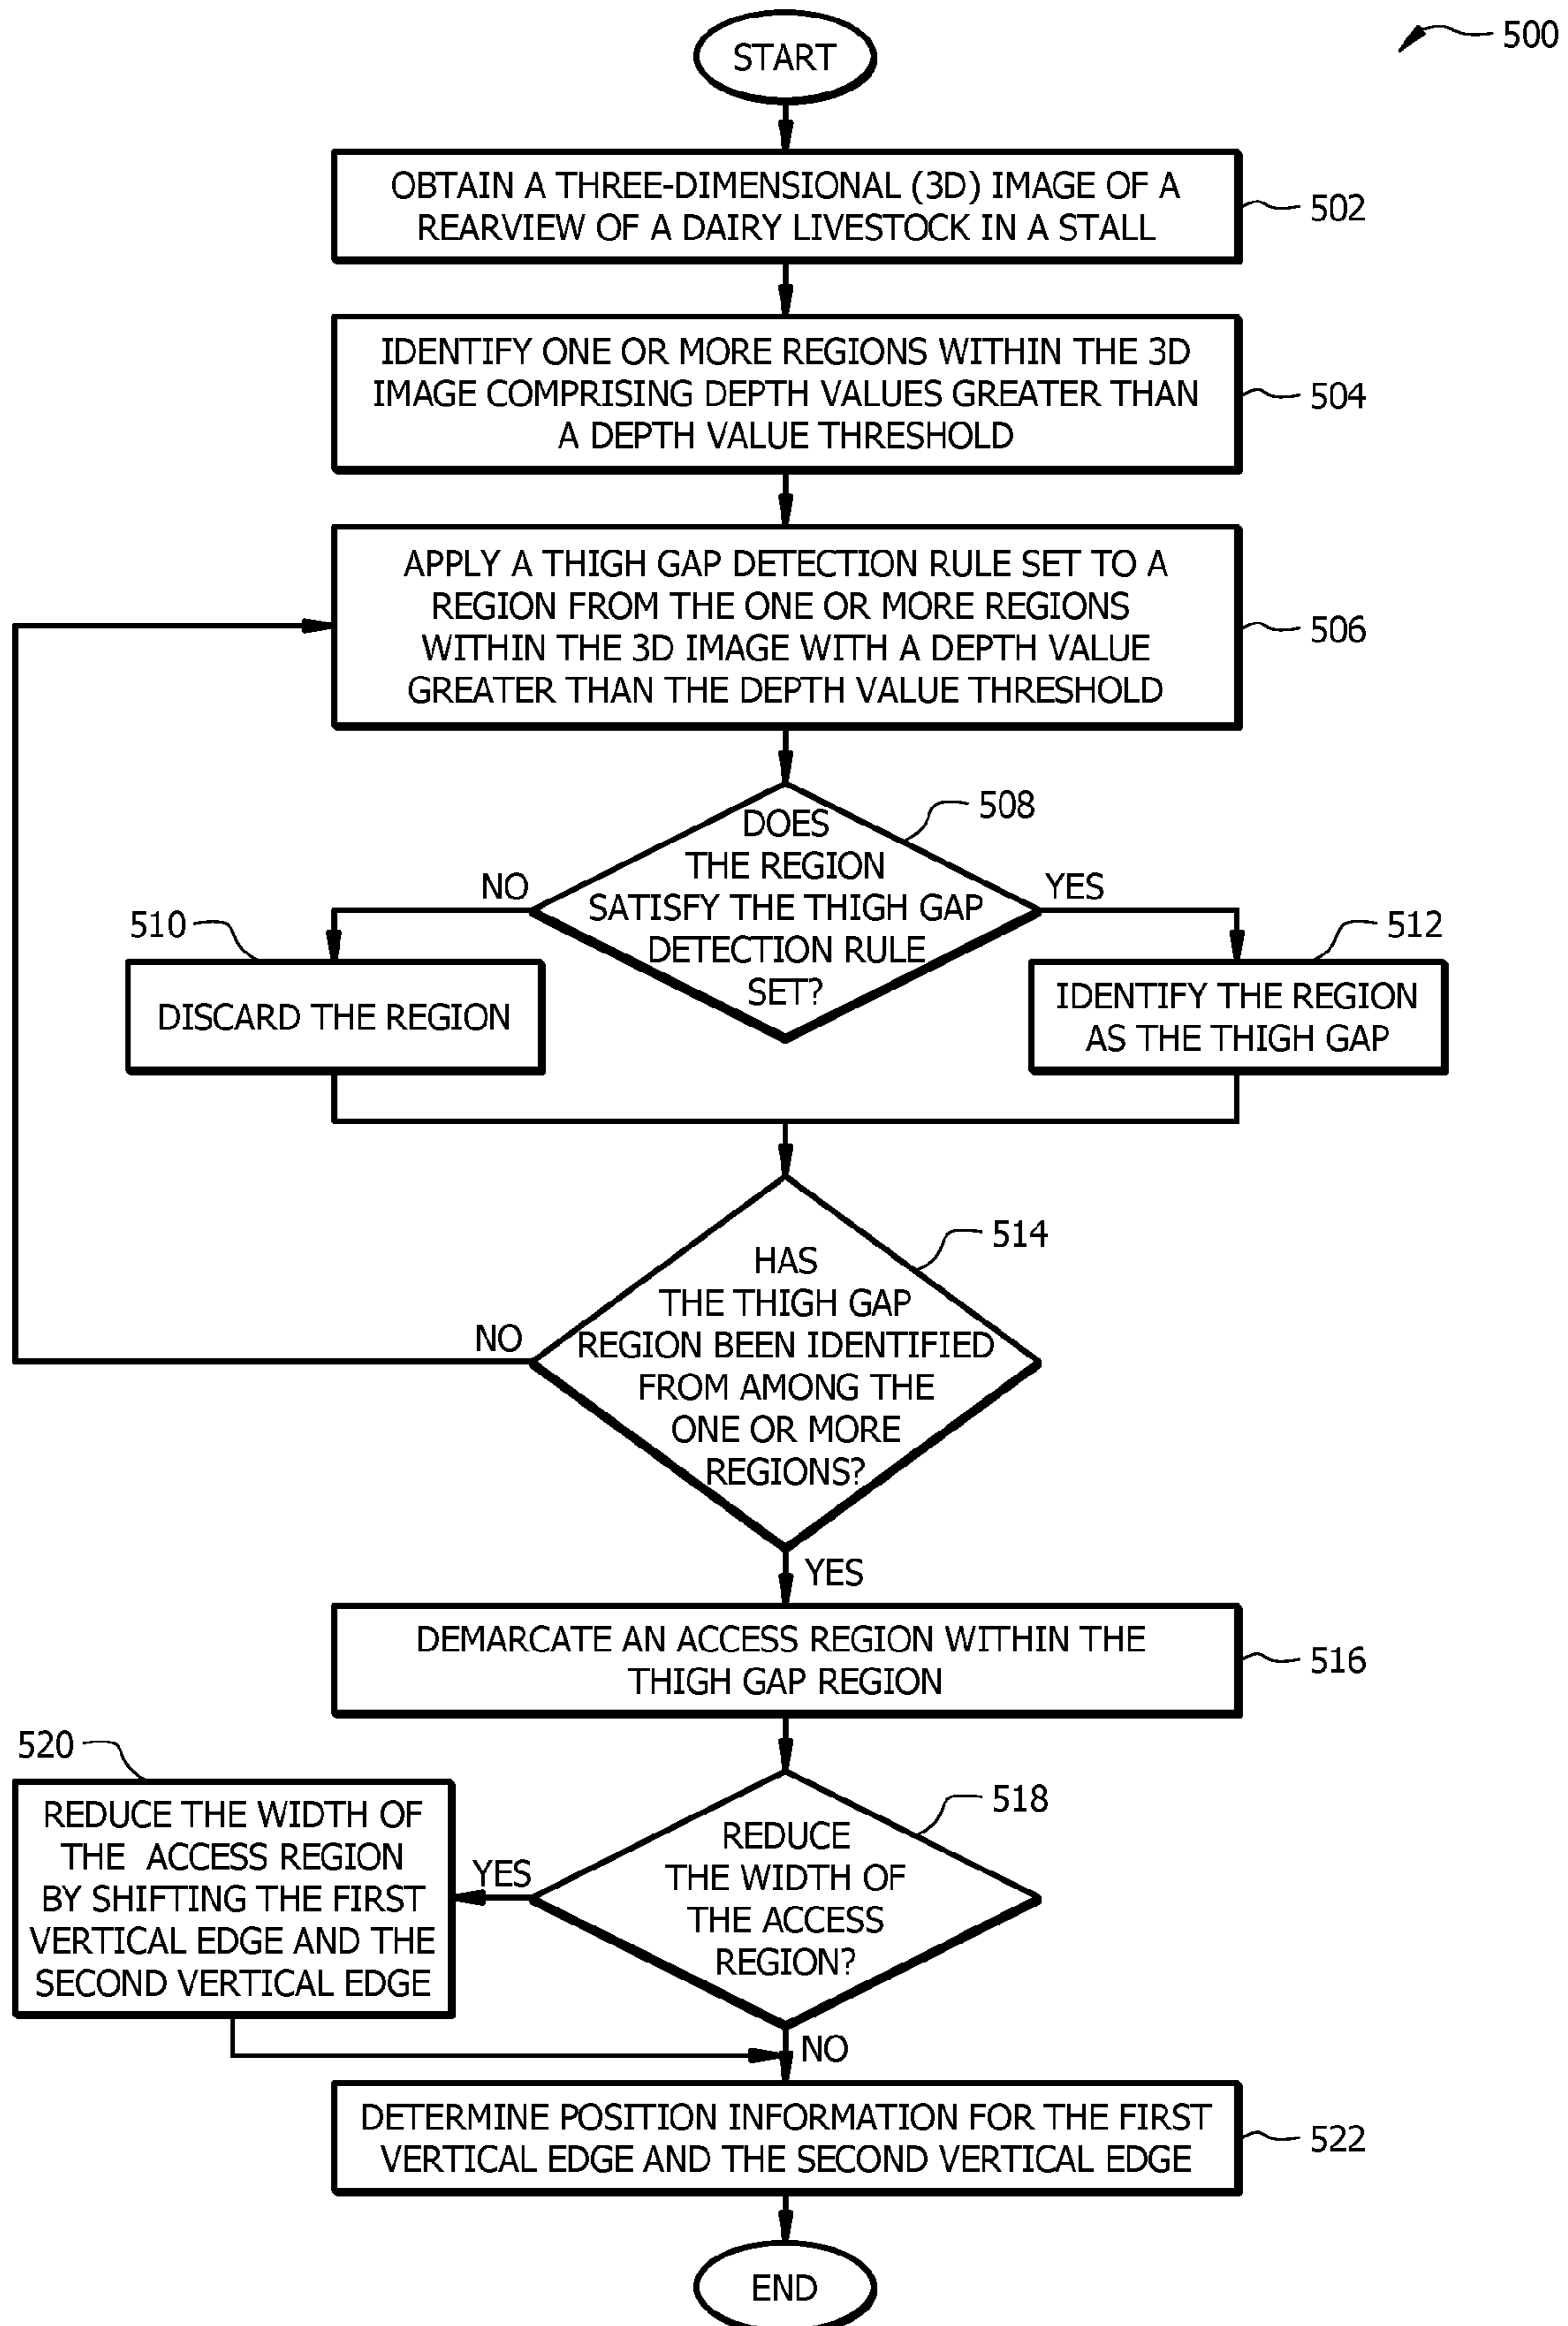 START
500
OBTAIN A THREE-DIMENSIONAL (3D) IMAGE OF A
REARVIEW OF A DAIRY LIVESTOCK IN A STALL
502
IDENTIFY ONE OR MORE REGIONS WITHIN THE 3D
IMAGE COMPRISING DEPTH VALUES GREATER THAN
A DEPTH VALUE THRESHOLD
504
APPLY A THIGH GAP DETECTION RULE SET TO A
REGION FROM THE ONE OR MORE REGIONS
WITHIN THE 3D IMAGE WITH A DEPTH VALUE
GREATER THAN THE DEPTH VALUE THRESHOLD
506
DOES
THE REGION
SATISFY THE THIGH GAP
DETECTION RULE
SET?
508
NO
YES
510
DISCARD THE REGION
512
IDENTIFY THE REGION
AS THE THIGH GAP
HAS
THE THIGH GAP
REGION BEEN IDENTIFIED
FROM AMONG THE
ONE OR MORE
REGIONS?
514
NO
YES
DEMARCATE AN ACCESS REGION WITHIN THE
THIGH GAP REGION
516
REDUCE
THE WIDTH OF
THE ACCESS
REGION?
518
YES
520
REDUCE THE WIDTH OF
THE ACCESS REGION
BY SHIFTING THE FIRST
VERTICAL EDGE AND THE
SECOND VERTICAL EDGE
NO
DETERMINE POSITION INFORMATION FOR THE FIRST
VERTICAL EDGE AND THE SECOND VERTICAL EDGE
522
END